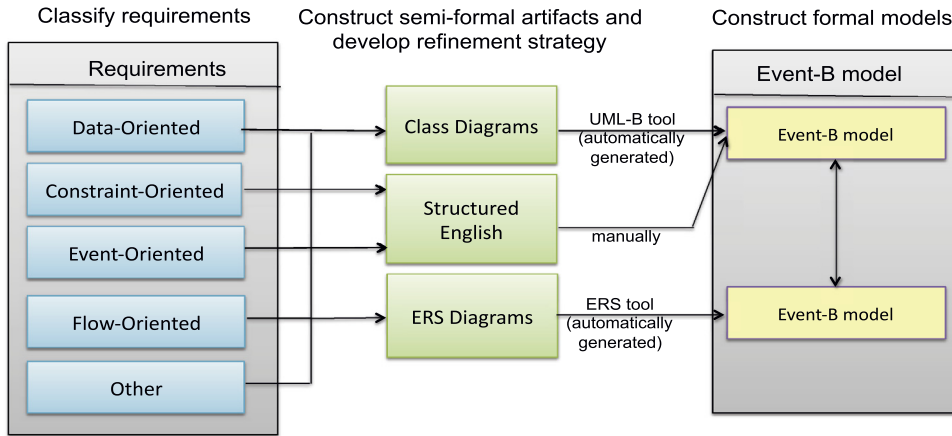 Classify requirements
Construct semi-formal artifacts and
develop refinement strategy
Construct formal models
Requirements
Data-Oriented
Constraint-Oriented
Event-Oriented
Flow-Oriented
Other
Class Diagrams
Structured
English
ERS Diagrams
UML-B tool
(automatically
generated)
manually
ERS tool
(automatically
generated)
Event-B model
Event-B model
Event-B model